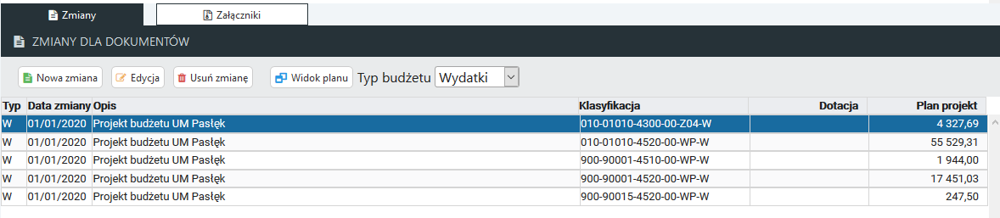 Zmiany Załączniki
ZMIANY DLA DOKUMENTÓW
Nowa zmiana Edycja Usuń zmianę Widok planu Typ budżetu Wydatki
Typ Data zmiany Opis Klasyfikacja Dotacja Plan projekt
W 01/01/2020 Projekt budżetu UM Pasłęk 010-01010-4300-00-Z04-W 4 327,69
W 01/01/2020 Projekt budżetu UM Pasłęk 010-01010-4520-00-WP-W 55 529,31
W 01/01/2020 Projekt budżetu UM Pasłęk 900-90001-4510-00-WP-W 1 944,00
W 01/01/2020 Projekt budżetu UM Pasłęk 900-90001-4520-00-WP-W 17 451,03
W 01/01/2020 Projekt budżetu UM Pasłęk 900-90015-4520-00-WP-W 247,50